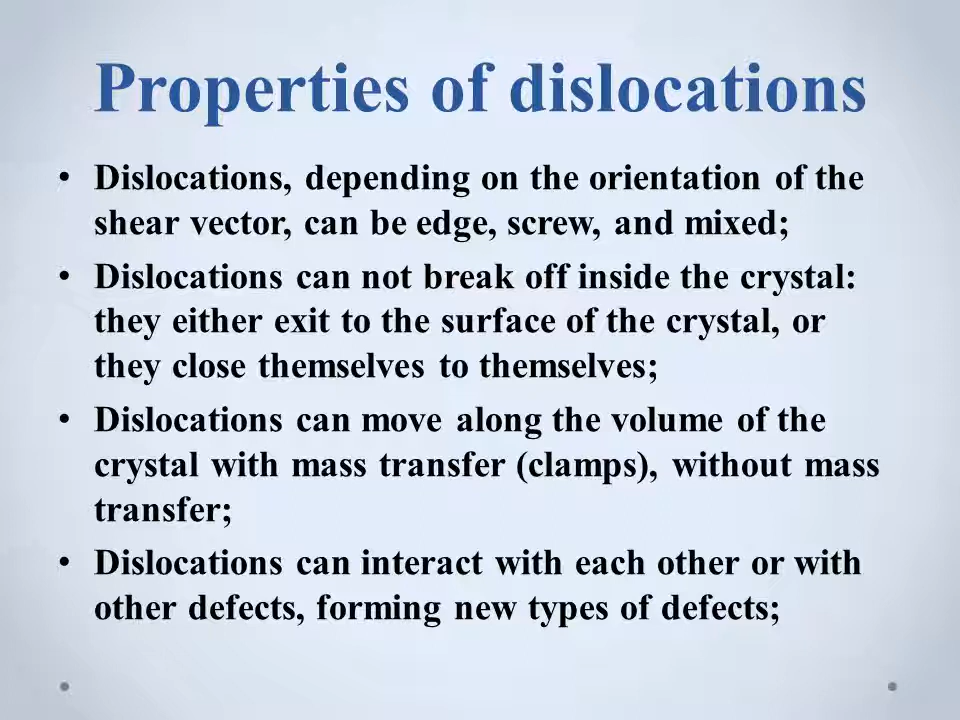 Properties of dislocations
• Dislocations, depending on the orientation of the
shear vector, can be edge, screw, and mixed;
• Dislocations can not break off inside the crystal:
they either exit to the surface of the crystal, or
they close themselves to themselves;
• Dislocations can move along the volume of the
crystal with mass transfer (clamps), without mass
transfer;
• Dislocations can interact with each other or with
other defects, forming new types of defects;